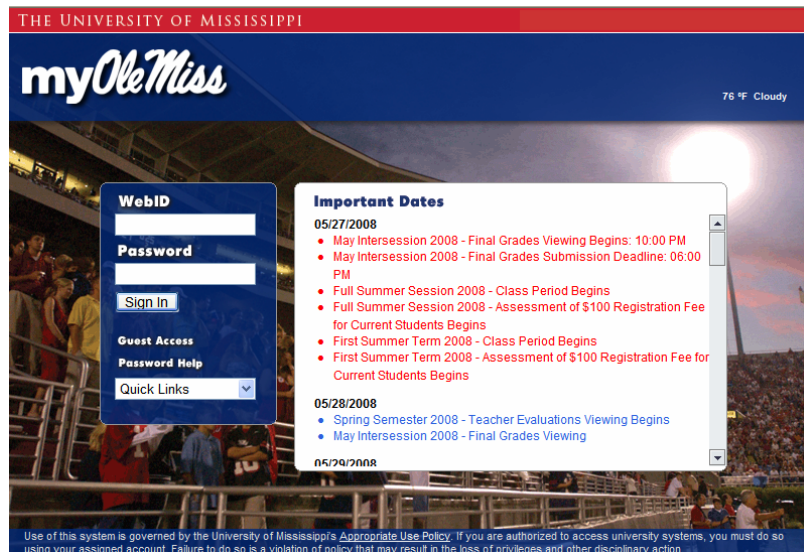 THE UNIVERSITY OF MISSISSIPPI
myOleMiss
76 ºF Cloudy
WebID
Password
Sign In
Guest Access
Password Help
Quick Links
Important Dates
05/27/2008
May Intersession 2008 - Final Grades Viewing Begins: 10:00 PM
May Intersession 2008 - Final Grades Submission Deadline: 06:00
PM
Full Summer Session 2008 - Class Period Begins
Full Summer Session 2008 - Assessment of $100 Registration Fee
for Current Students Begins
First Summer Term 2008 - Class Period Begins
First Summer Term 2008 - Assessment of $100 Registration Fee for
Current Students Begins
05/28/2008
Spring Semester 2008 - Teacher Evaluations Viewing Begins
May Intersession 2008 - Final Grades Viewing
05/29/2008
Use of this system is governed by the University of Mississippi's Appropriate Use Policy. If you are authorized to access university systems, you must do so
using your assigned account. Failure to do so is a violation of policy that may result in the loss of privileges and other disciplinary action